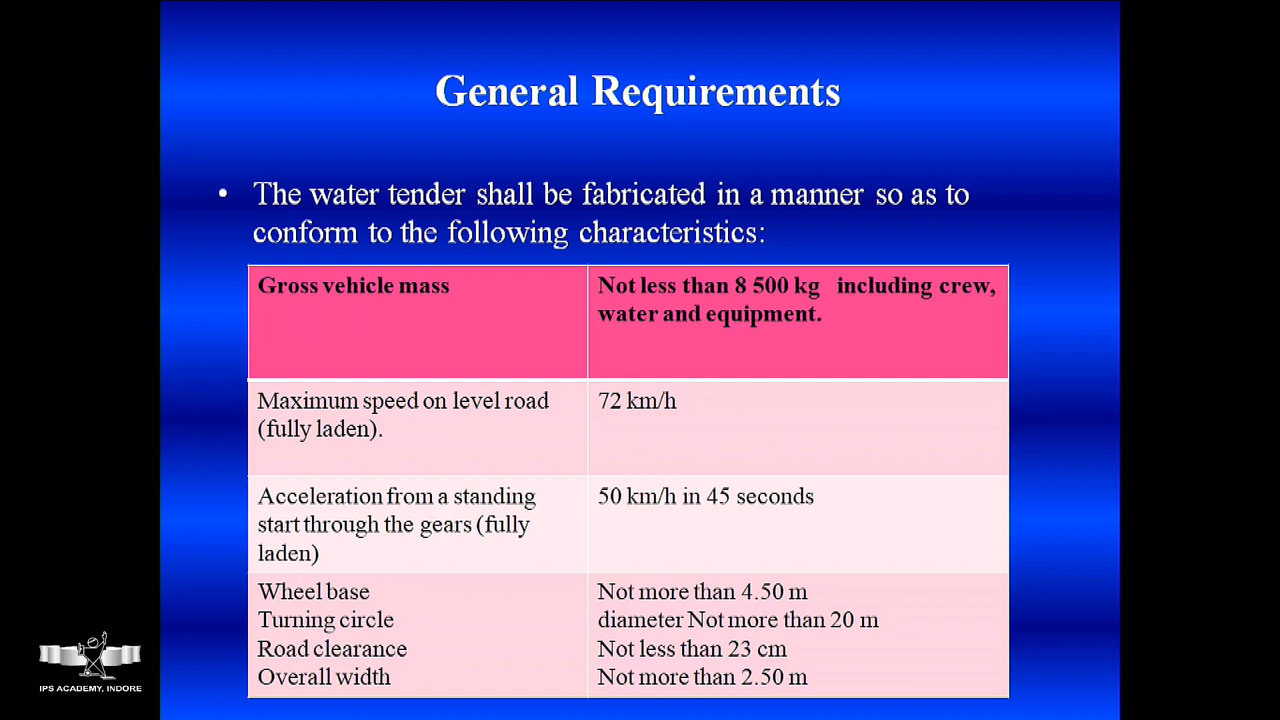 General Requirements
• The water tender shall be fabricated in a manner so as to
conform to the following characteristics:
Gross vehicle mass
Not less than 8 500 kg including crew,
water and equipment.
Maximum speed on level road
(fully laden).
72 km/h
Acceleration from a standing
start through the gears (fully
laden)
50 km/h in 45 seconds
Wheel base
Turning circle
Road clearance
Overall width
Not more than 4.50 m
diameter Not more than 20 m
Not less than 23 cm
Not more than 2.50 m
IPS ACADEMY, INDORE